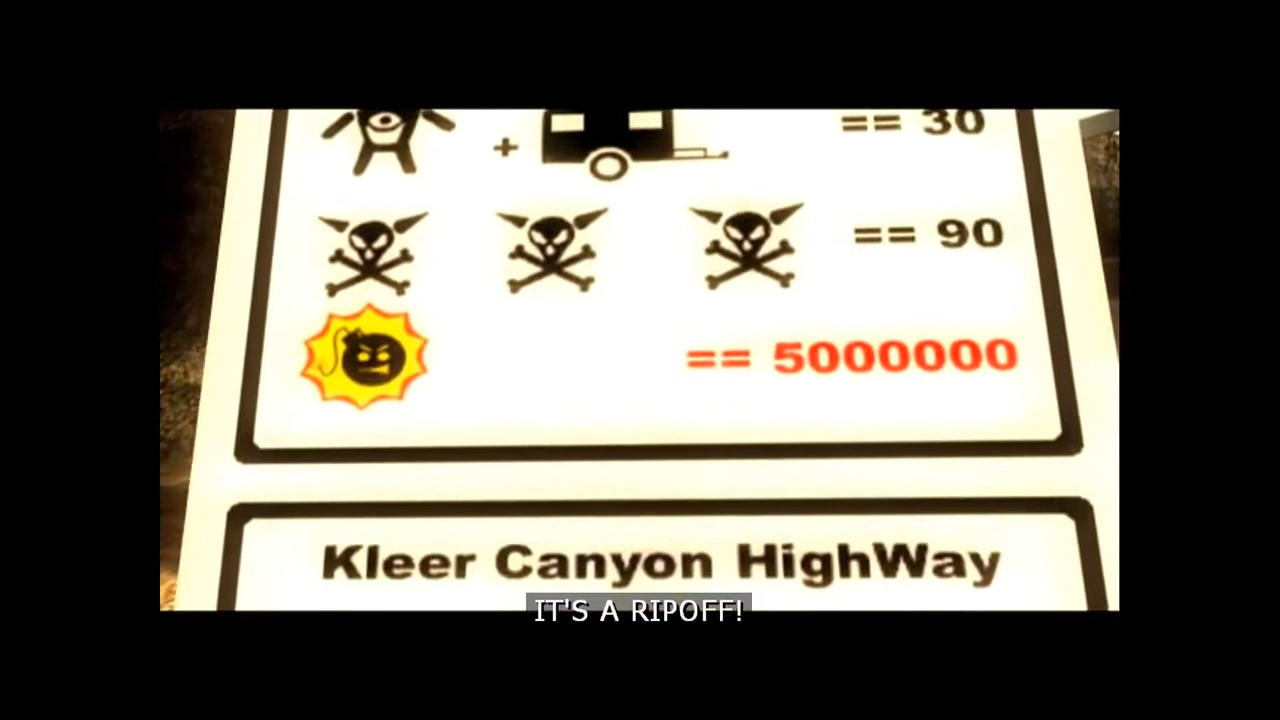 + == 30
== 90
== 5000000
Kleer Canyon HighWay
IT'S A RIPOFF!